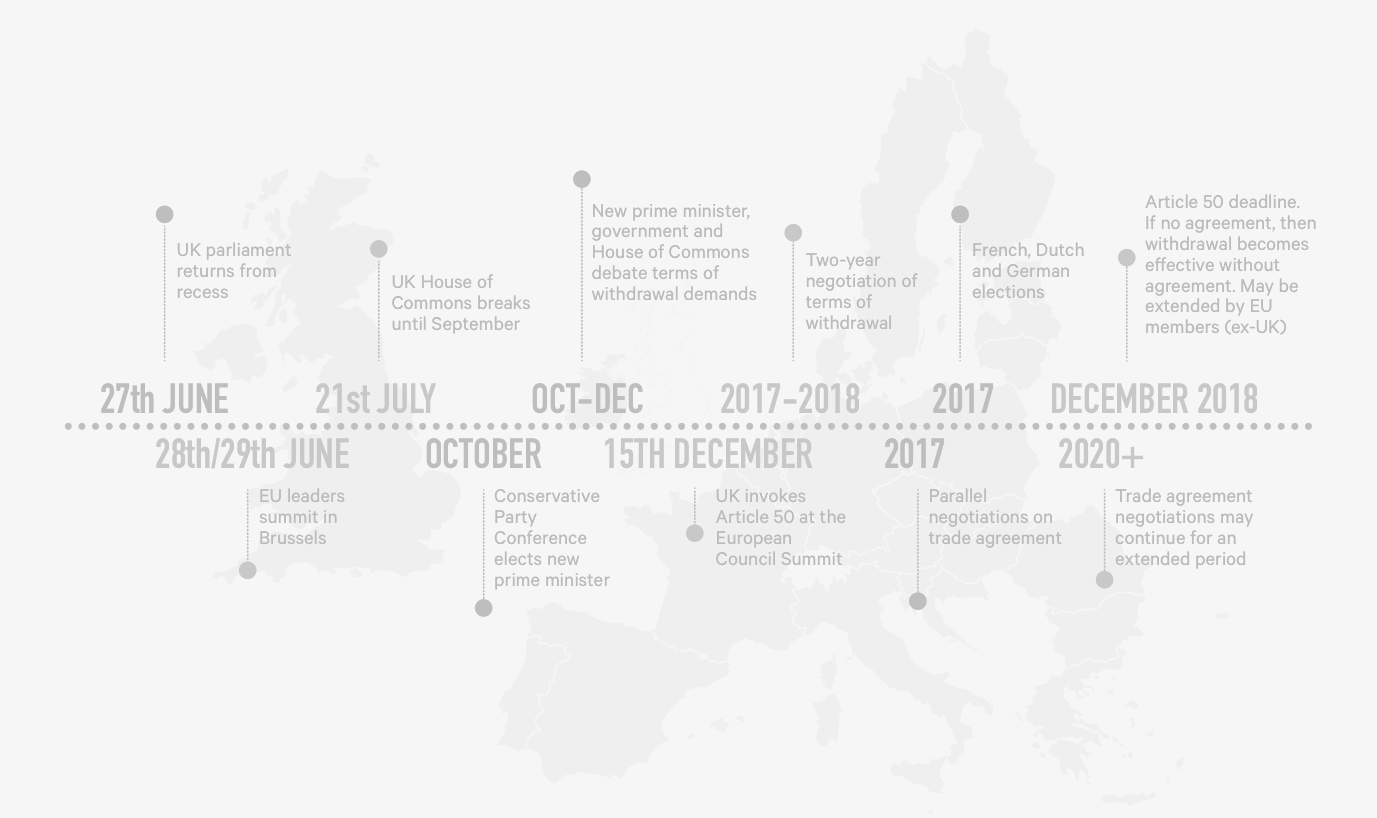 UK parliament
returns from
recess
27th JUNE
UK House of
Commons breaks
until September
21st JULY
New prime minister,
government and
House of Commons
debate terms of
withdrawal demands
OCT-DEC
Two-year
negotiation of
terms of
withdrawal
2017-2018
French, Dutch
and German
elections
2017
Article 50 deadline.
If no agreement, then
withdrawal becomes
effective without
agreement. May be
extended by EU
members (ex-UK)
DECEMBER 2018
28th/29th JUNE
EU leaders
summit in
Brussels
OCTOBER
Conservative
Party
Conference
elects new
prime minister
15TH DECEMBER
UK invokes
Article 50 at the
European
Council Summit
2017
Parallel
negotiations on
trade agreement
2020+
Trade agreement
negotiations may
continue for an
extended period